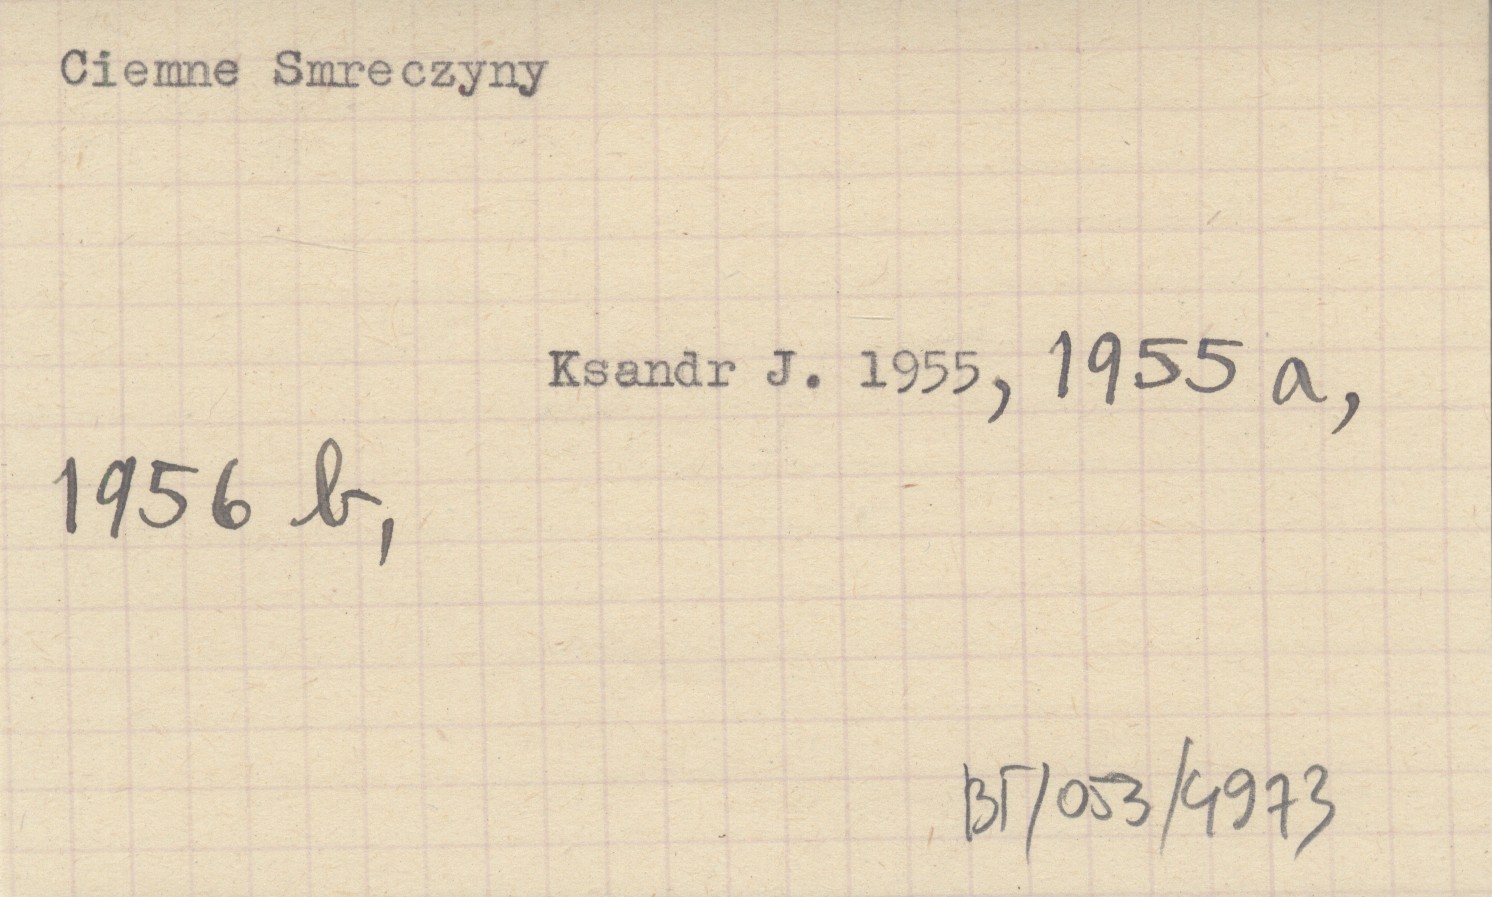 Ciemne Smreczyny
Ksandr J. 1955, 1955 a,
1956 b,
BT/053/4973